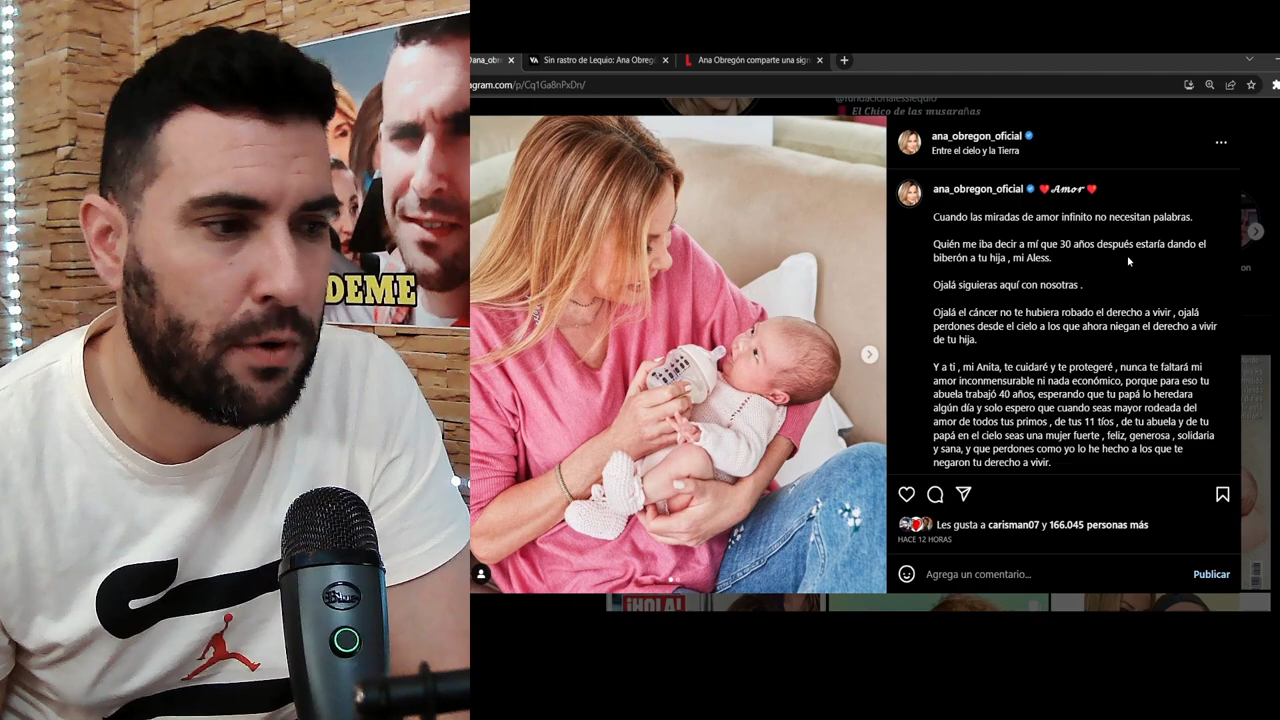 DEME
Dana_obre
Sin rastro de Lequio: Ana Obregó
Ana Obregón comparte una sign
agram.com/p/Cq1Ga8nPxDn/
@fundacionalesslequio
El Chico de las musarañas
ana_obregon_oficial
Entre el cielo y la Tierra
ana_obregon_oficial ❤️ 𝓐𝓶𝓸𝓻 ❤️
Cuando las miradas de amor infinito no necesitan palabras.
Quién me iba decir a mí que 30 años después estaría dando el
biberón a tu hija , mi Aless.
Ojalá siguieras aquí con nosotras .
Ojalá el cáncer no te hubiera robado el derecho a vivir , ojalá
perdones desde el cielo a los que ahora niegan el derecho a vivir
de tu hija.
Y a ti , mi Anita, te cuidaré y te protegeré , nunca te faltará mi
amor inconmensurable ni nada económico, porque para eso tu
abuela trabajó 40 años, esperando que tu papá lo heredara
algún día y solo espero que cuando seas mayor rodeada del
amor de todos tus primos , de tus 11 tíos , de tu abuela y de tu
papá en el cielo seas una mujer fuerte , feliz, generosa , solidaria
y sana, y que perdones como yo lo he hecho a los que te
negaron tu derecho a vivir.
Les gusta a carisman07 y 166.045 personas más
HACE 12 HORAS
Agrega un comentario...
Publicar
¡HOLA!
Blue